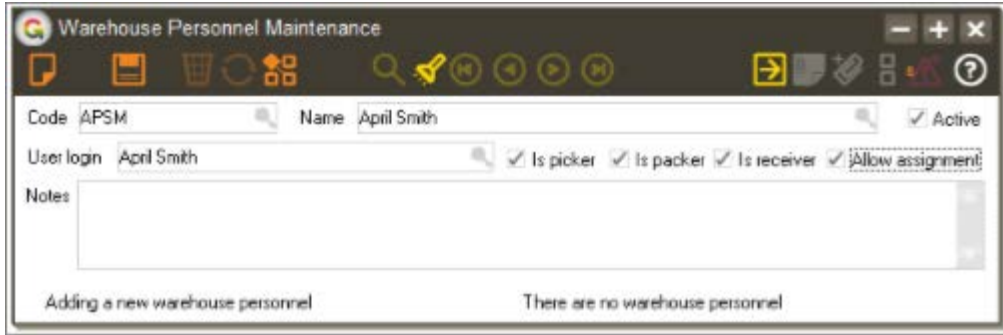 Warehouse Personnel Maintenance
Code APSM Name April Smith Active
User login April Smith Is picker Is packer Is receiver Allow assignment
Notes
Adding a new warehouse personnel There are no warehouse personnel